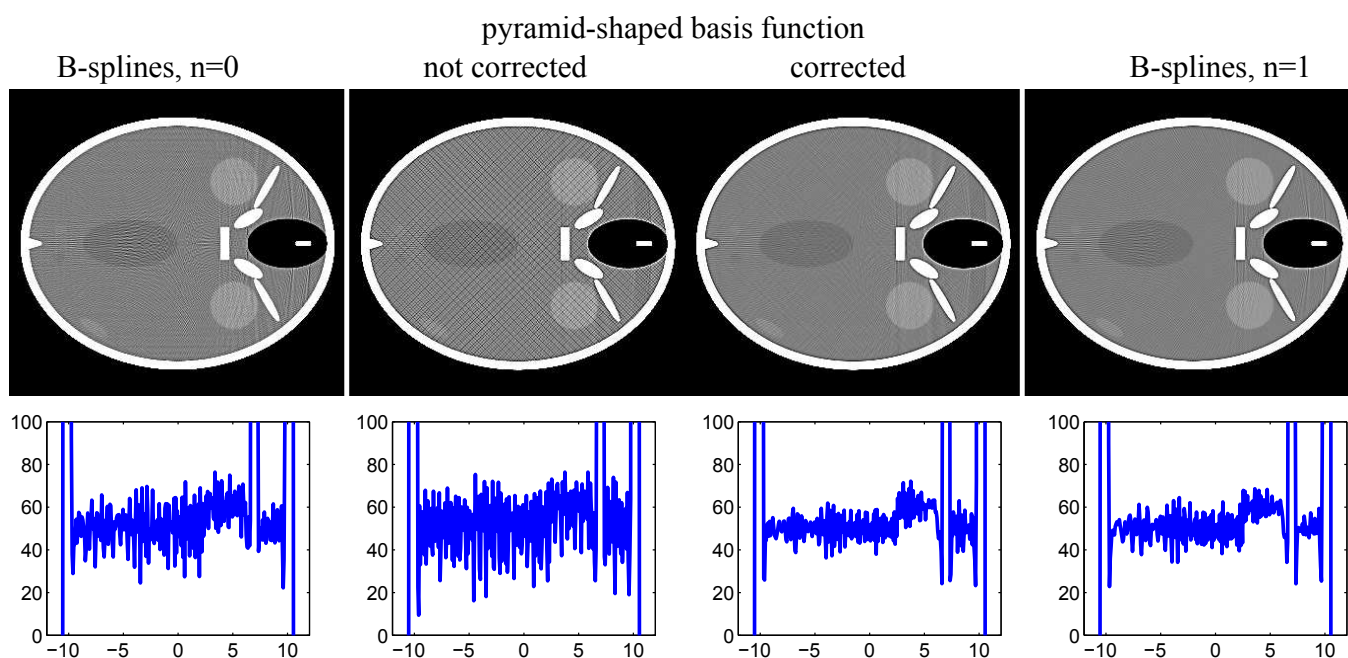 pyramid-shaped basis function
B-splines, n=0 not corrected corrected B-splines, n=1
100 100 100 100
80 80 80 80
60 60 60 60
40 40 40 40
20 20 20 20
0 0 0 0
−10 −5 0 5 10 −10 −5 0 5 10 −10 −5 0 5 10 −10 −5 0 5 10